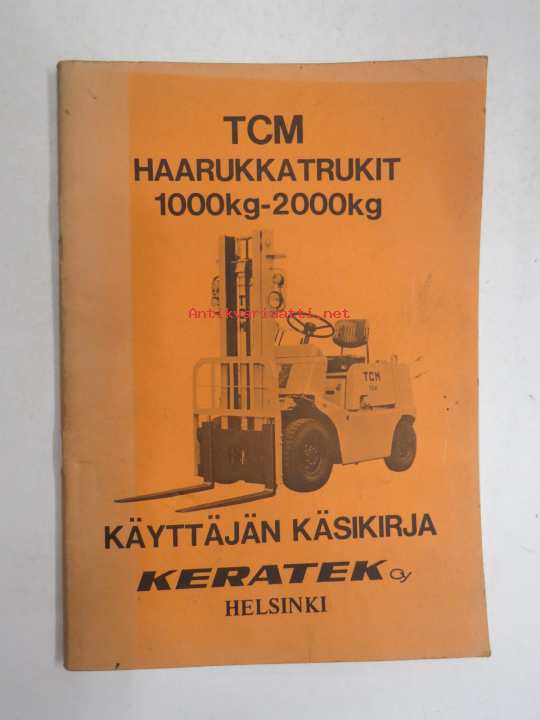 TCM
HAARUKKATRUKIT
1000kg-2000kg
Antikvariaatti.net
TCM
KÄYTTÄJÄN KÄSIKIRJA
KERATEK Oy
HELSINKI